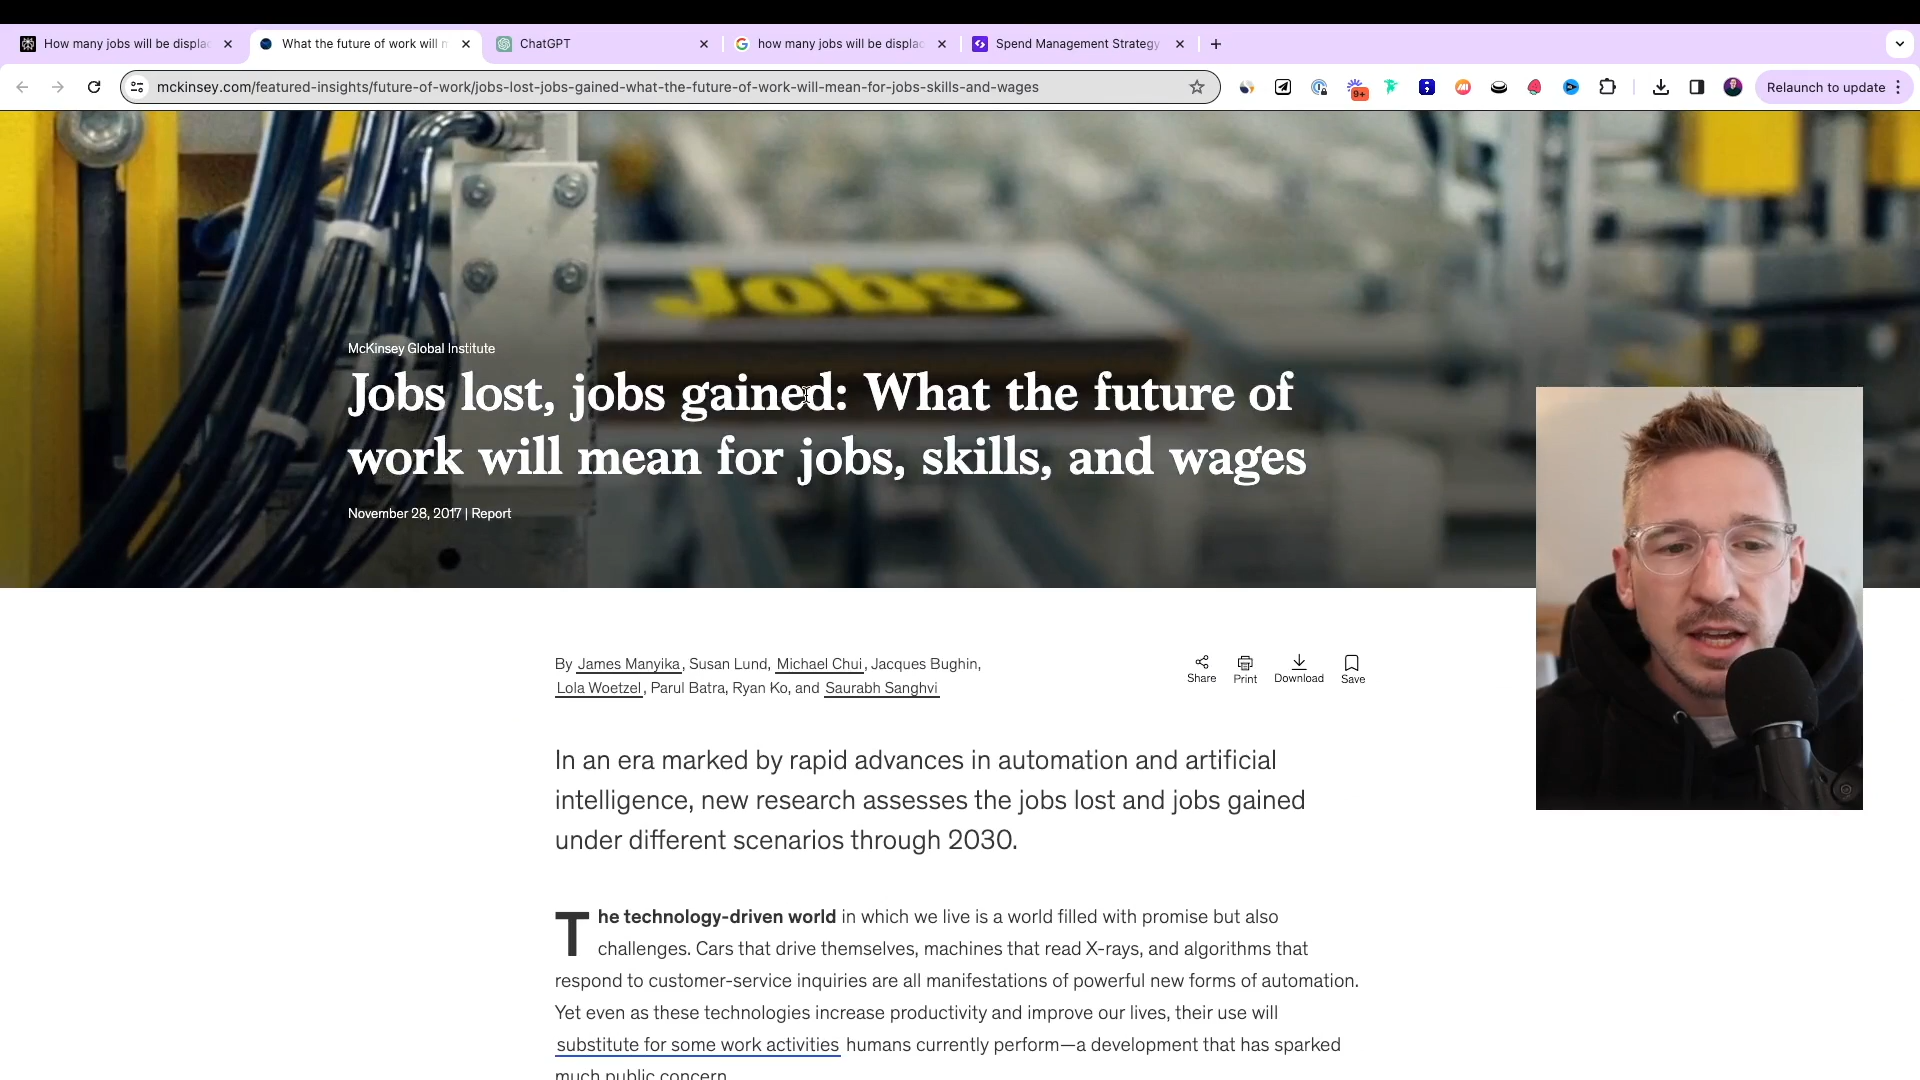 How many jobs will be displac
What the future of work will n
ChatGPT
how many jobs will be displac
Spend Management Strategy
mckinsey.com/featured-insights/future-of-work/jobs-lost-jobs-gained-what-the-future-of-work-will-mean-for-jobs-skills-and-wages
9+
Relaunch to update
Jobs
McKinsey Global Institute
Jobs lost, jobs gained: What the future of
work will mean for jobs, skills, and wages
November 28, 2017 | Report
By James Manyika, Susan Lund, Michael Chui, Jacques Bughin,
Lola Woetzel, Parul Batra, Ryan Ko, and Saurabh Sanghvi
Share
Print
Download
Save
In an era marked by rapid advances in automation and artificial
intelligence, new research assesses the jobs lost and jobs gained
under different scenarios through 2030.
The technology-driven world in which we live is a world filled with promise but also
challenges. Cars that drive themselves, machines that read X-rays, and algorithms that
respond to customer-service inquiries are all manifestations of powerful new forms of automation.
Yet even as these technologies increase productivity and improve our lives, their use will
substitute for some work activities humans currently perform—a development that has sparked
much public concern.